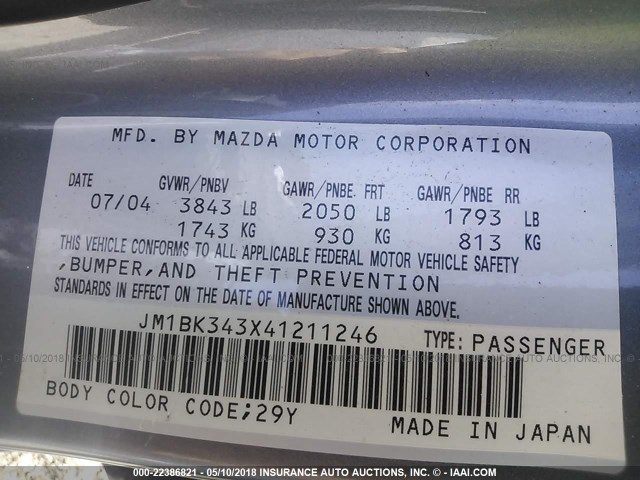 MFD. BY MAZDA MOTOR CORPORATION
DATE GVWR/PNBV GAWR/PNBE FRT GAWR/PNBE RR
07/04 3843 LB 2050 LB 1793 LB
1743 KG 930 KG 813 KG
THIS VEHICLE CONFORMS TO ALL APPLICABLE FEDERAL MOTOR VEHICLE SAFETY
,BUMPER,AND THEFT PREVENTION
STANDARDS IN EFFECT ON THE DATE OF MANUFACTURE SHOWN ABOVE.
JM1BK343X41211246 TYPE: PASSENGER
BODY COLOR CODE;29Y
MADE IN JAPAN
000-22386821 - 05/10/2018 INSURANCE AUTO AUCTIONS, INC. - IAAI.COM